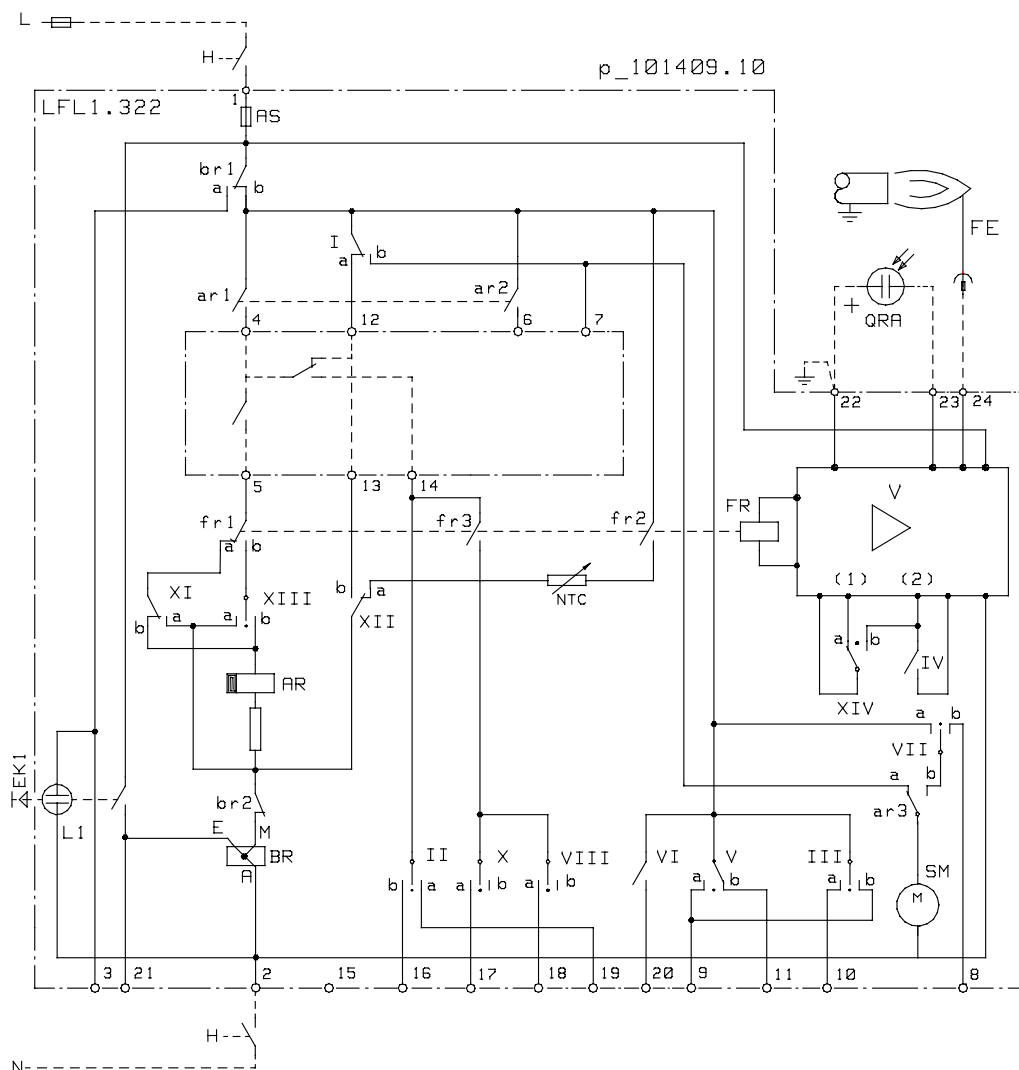 L
H
p_101409.10
1
LFL1.322
AS
br1
a b
I
a b
FE
ar1
ar2
+
QRA
4
12
6
7
22
23
24
5
13
14
V
fr1
a b
fr3
fr2
FR
XI
XIII
b a
NTC
(1) (2)
a b
b
a b
XII
AR
a b
IV
XIV
a b
VII
EK1
L1
br2
E M
BR
A
a b
ar3
II
X
VIII
VI
V
III
SM
M
b a
a b
a b
a b
a b
3
21
2
15
16
17
18
19
20
9
11
10
8
H
N